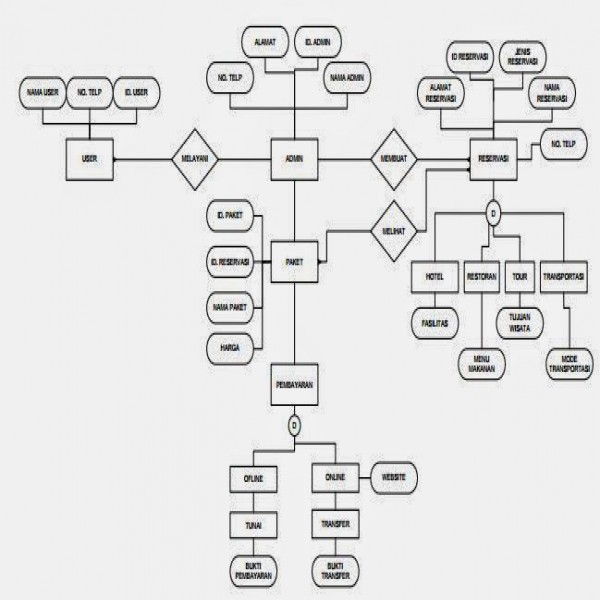 ALAMAT
ID. ADMIN
NO. TELP
NAMA ADMIN
ID RESERVASI
JENIS
RESERVASI
ALAMAT
RESERVASI
NAMA
RESERVASI
NAMA USER
NO. TELP
ID. USER
NO. TELP
USER
MELAYANI
ADMIN
MEMBUAT
RESERVASI
ID. PAKET
MELIHAT
D
ID. RESERVASI
PAKET
HOTEL
RESTORAN
TOUR
TRANSPORTASI
NAMA PAKET
FASILITAS
TUJUAN
WISATA
HARGA
MENU
MAKANAN
MODE
TRANSPORTASI
PEMBAYARAN
D
OFLINE
ONLINE
WEBSITE
TUNAI
TRANSFER
BUKTI
PEMBAYARAN
BUKTI
TRANSFER